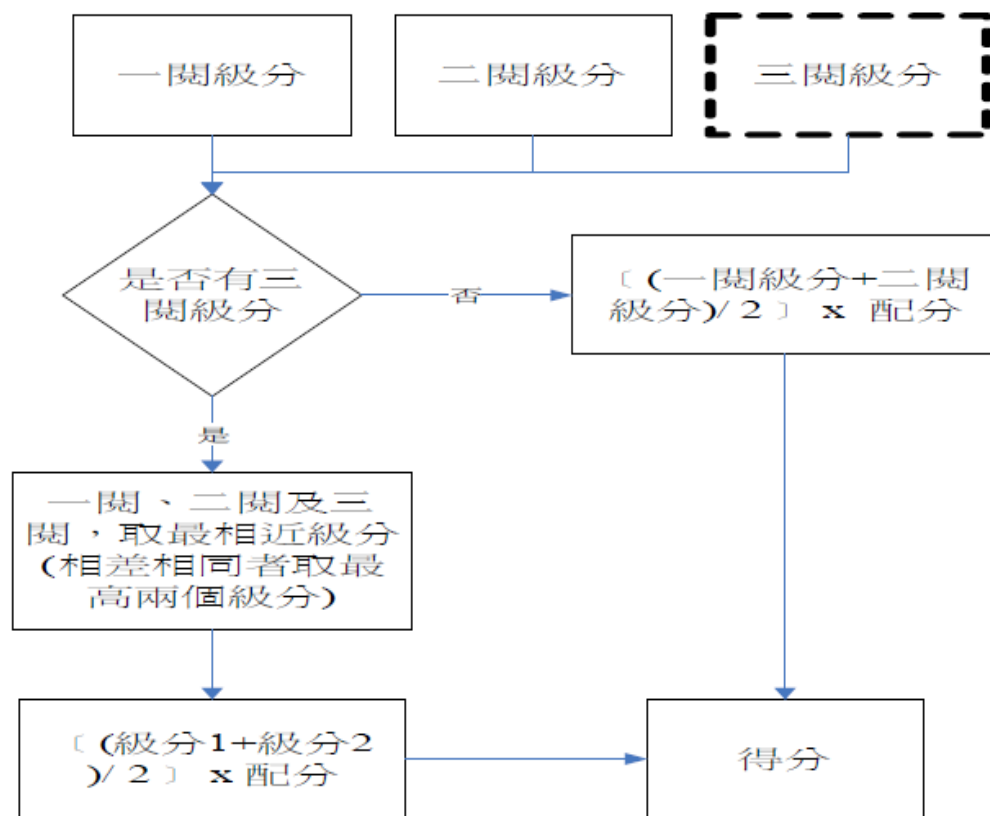 一閱級分
二閱級分
三閱級分
是否有三
閱級分
否
〔(一閱級分+二閱
級分)/2〕 x 配分
是
一閱、二閱及三
閱，取最相近級分
(相差相同者取最
高兩個級分)
〔(級分1+級分2
)/2〕 x 配分
得分